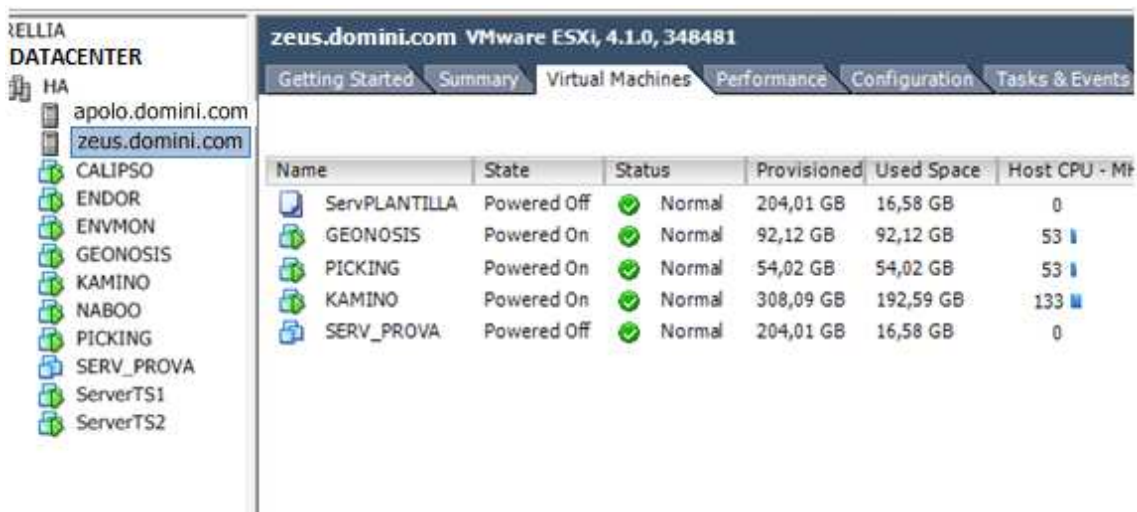 RELLIA
DATACENTER
HA
apolo.domini.com
zeus.domini.com
CALIPSO
ENDOR
ENVMON
GEONOSIS
KAMINO
NABOO
PICKING
SERV_PROVA
ServerTS1
ServerTS2
zeus.domini.com VMware ESXi, 4.1.0, 348481
Getting Started Summary Virtual Machines Performance Configuration Tasks & Events
Name State Status Provisioned Used Space Host CPU - MH
ServPLANTILLA Powered Off Normal 204,01 GB 16,58 GB 0
GEONOSIS Powered On Normal 92,12 GB 92,12 GB 53
PICKING Powered On Normal 54,02 GB 54,02 GB 53
KAMINO Powered On Normal 308,09 GB 192,59 GB 133
SERV_PROVA Powered Off Normal 204,01 GB 16,58 GB 0